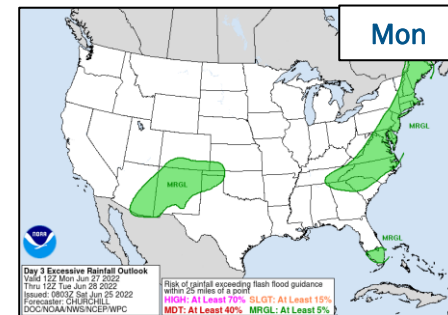 Mon
MRGL
MRGL
MRGL
NOAA
Day 3 Excessive Rainfall Outlook
Valid 12Z Mon Jun 27 2022
Thru 12Z Tue Jun 28 2022
Issued: 0803Z Sat Jun 25 2022
Forecaster: CHURCHILL
DOC/NOAA/NWS/NCEP/WPC
Risk of rainfall exceeding flash flood guidance
within 25 miles of a point
HIGH: At Least 70% SLGT: At Least 15%
MDT: At Least 40% MRGL: At Least 5%